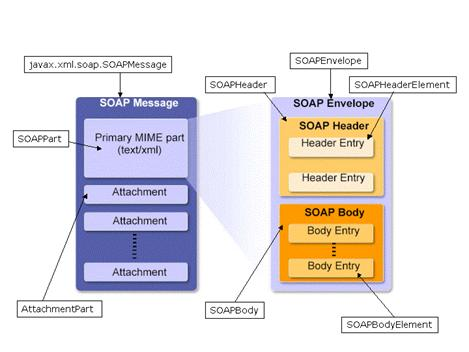 javax.xml.soap.SOAPMessage
SOAPEnvelope
SOAPHeader
SOAPHeaderElement
SOAP Message
SOAP Envelope
SOAPPart
Primary MIME part
(text/xml)
SOAP Header
Header Entry
Header Entry
Attachment
Attachment
Attachment
SOAP Body
Body Entry
Body Entry
AttachmentPart
SOAPBody
SOAPBodyElement